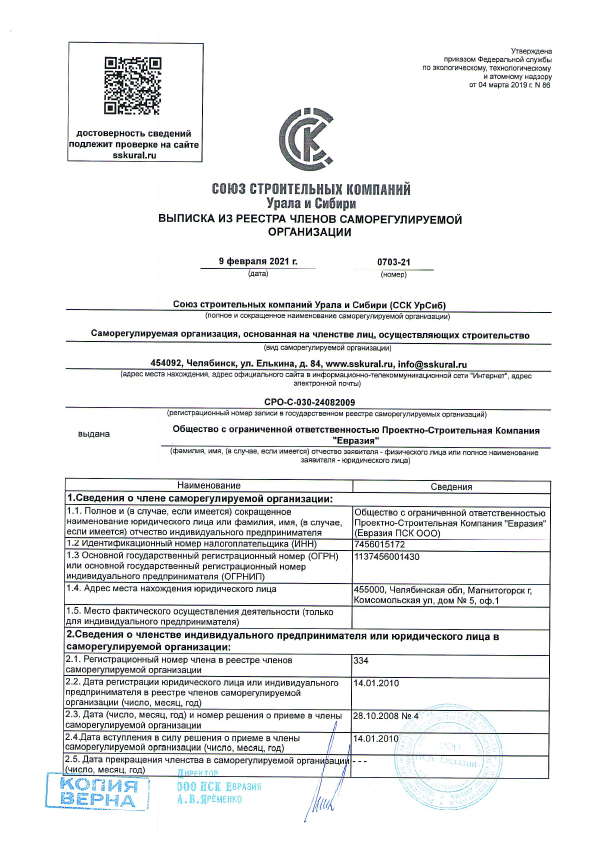 Утверждена
приказом Федеральной службы
по экологическому, технологическому
и атомному надзору
от 04 марта 2019 г. N 86
достоверность сведений
подлежит проверке на сайте
sskural.ru
СОЮЗ СТРОИТЕЛЬНЫХ КОМПАНИЙ
Урала и Сибири
ВЫПИСКА ИЗ РЕЕСТРА ЧЛЕНОВ САМОРЕГУЛИРУЕМОЙ
ОРГАНИЗАЦИИ
9 февраля 2021 г. 0703-21
(дата) (номер)
Союз строительных компаний Урала и Сибири (ССК УрСиб)
(полное и сокращенное наименование саморегулируемой организации)
Саморегулируемая организация, основанная на членстве лиц, осуществляющих строительство
(вид саморегулируемой организации)
454092, Челябинск, ул. Елькина, д. 84, www.sskural.ru, info@sskural.ru
(адрес места нахождения, адрес официального сайта в информационно-телекоммуникационной сети "Интернет", адрес
электронной почты)
СРО-С-030-24082009
(регистрационный номер записи в государственном реестре саморегулируемых организаций)
выдана Общество с ограниченной ответственностью Проектно-Строительная Компания
"Евразия"
(фамилия, имя, (в случае, если имеется) отчество заявителя - физического лица или полное наименование
заявителя - юридического лица)
Наименование Сведения
1.Сведения о члене саморегулируемой организации:
1.1. Полное и (в случае, если имеется) сокращенное
наименование юридического лица или фамилия, имя, (в случае,
если имеется) отчество индивидуального предпринимателя
Общество с ограниченной ответственностью
Проектно-Строительная Компания "Евразия"
(Евразия ПСК ООО)
1.2 Идентификационный номер налогоплательщика (ИНН) 7456015172
1.3 Основной государственный регистрационный номер (ОГРН)
или основной государственный регистрационный номер
индивидуального предпринимателя (ОГРНИП)
1137456001430
1.4. Адрес места нахождения юридического лица
455000, Челябинская обл, Магнитогорск г,
Комсомольская ул, дом № 5, оф.1
1.5. Место фактического осуществления деятельности (только
для индивидуального предпринимателя)
2.Сведения о членстве индивидуального предпринимателя или юридического лица в
саморегулируемой организации:
2.1. Регистрационный номер члена в реестре членов
саморегулируемой организации
334
2.2. Дата регистрации юридического лица или индивидуального
предпринимателя в реестре членов саморегулируемой
организации (число, месяц, год)
14.01.2010
2.3. Дата (число, месяц, год) и номер решения о приеме в члены
саморегулируемой организации
28.10.2008 № 4
2.4.Дата вступления в силу решения о приеме в члены
саморегулируемой организации (число, месяц, год)
14.01.2010
2.5. Дата прекращения членства в саморегулируемой организации
(число, месяц, год)
- - -
КОПИЯ
ВЕРНА
Директор
ООО ПСК Евразия
А.В.Ярёменко